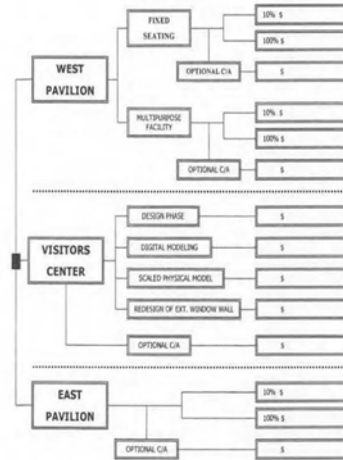 FIXED
SEATING
10% $
100% $
OPTIONAL C/A
$
WEST
PAVILION
MULTIPURPOSE
FACILITY
10% $
100% $
OPTIONAL C/A
$
VISITORS
CENTER
DESIGN PHASE
$
DIGITAL MODELING
$
SCALED PHYSICAL MODEL
$
REDESIGN OF EXT. WINDOW WALL
$
OPTIONAL C/A
$
EAST
PAVILION
10% $
100% $
OPTIONAL C/A
$